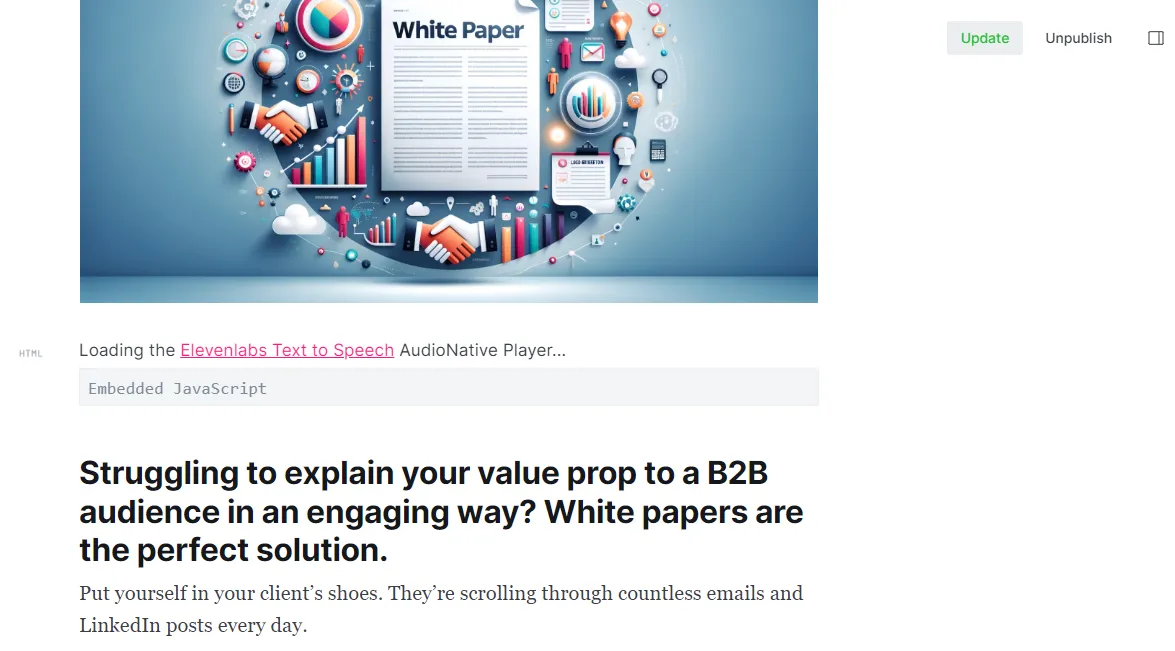 White Paper
Update
Unpublish
HTML
Loading the Elevenlabs Text to Speech AudioNative Player...
Embedded JavaScript
Struggling to explain your value prop to a B2B
audience in an engaging way? White papers are
the perfect solution.
Put yourself in your client’s shoes. They’re scrolling through countless emails and
LinkedIn posts every day.